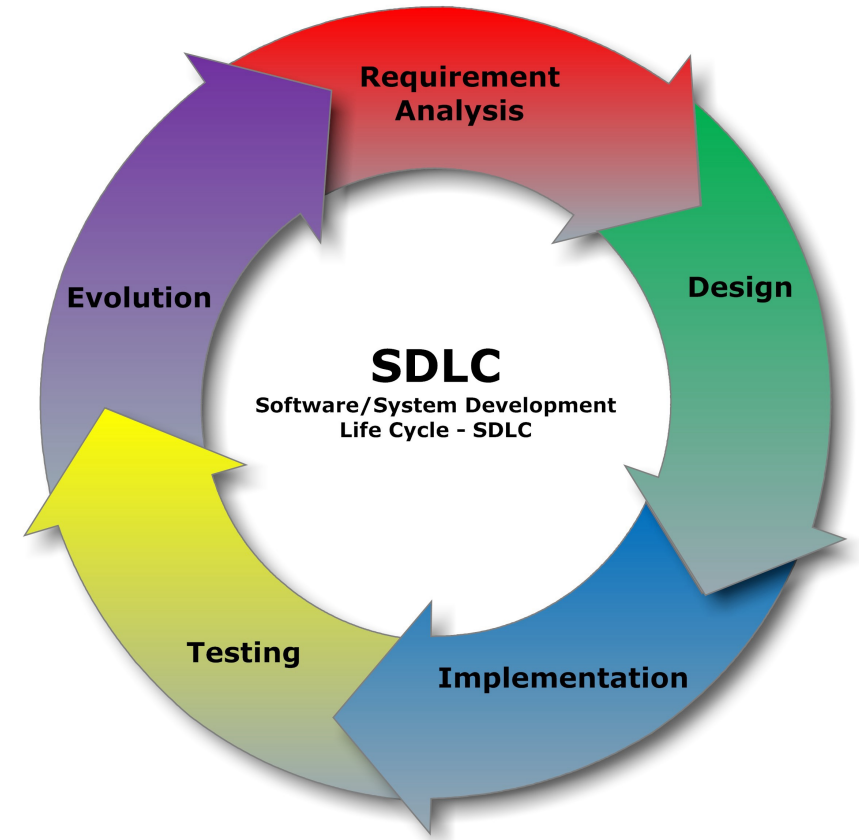 Requirement
Analysis
Design
Implementation
Testing
Evolution
SDLC
Software/System Development
Life Cycle - SDLC